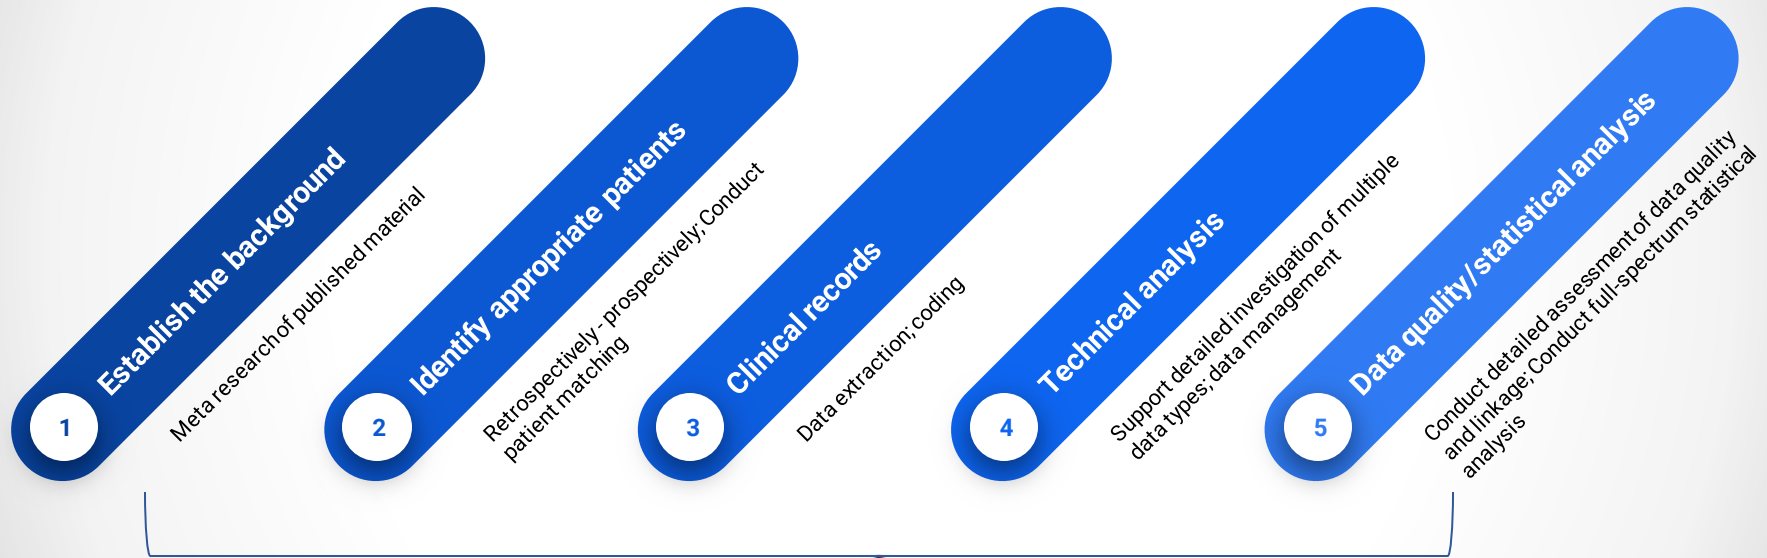 1
Establish the background
Meta research of published material
2
Identify appropriate patients
Retrospectively - prospectively; Conduct
patient matching
3
Clinical records
Data extraction; coding
4
Technical analysis
Support detailed investigation of multiple
data types; data management
5
Data quality/statistical analysis
Conduct detailed assessment of data quality
and linkage; Conduct full-spectrum statistical
analysis